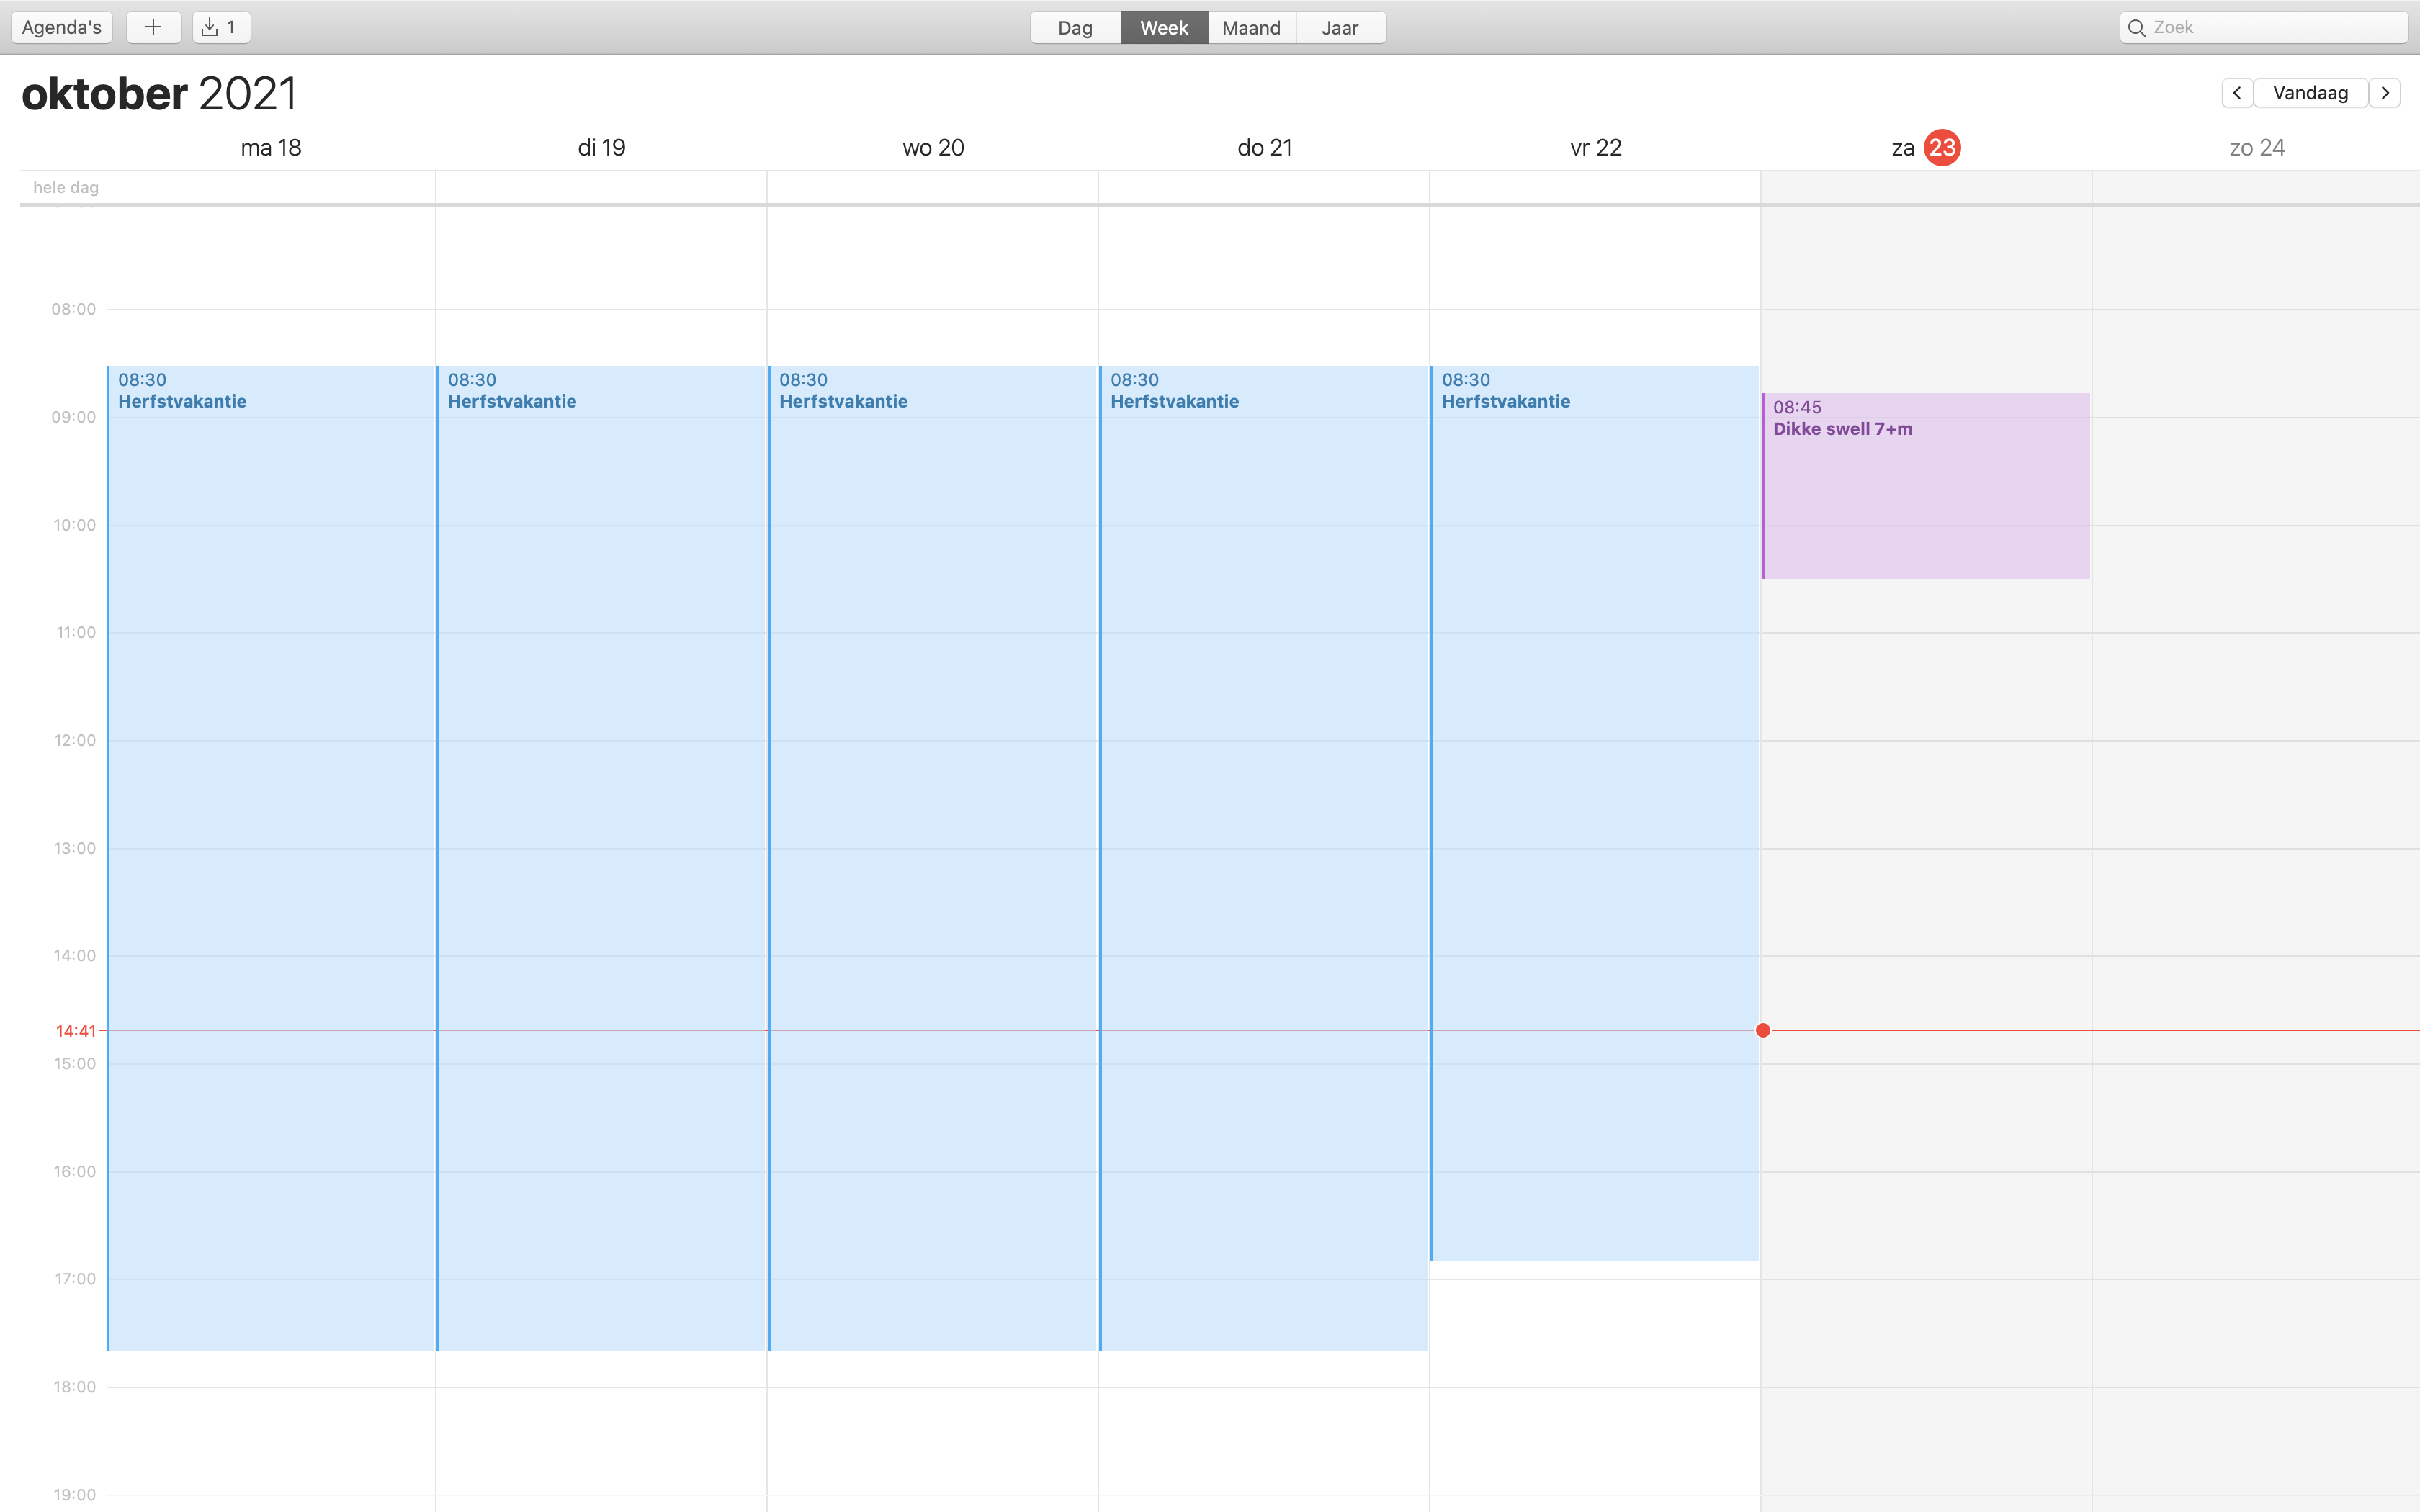 Agenda's
1
Dag Week Maand Jaar
Zoek
oktober 2021
Vandaag
ma 18 di 19 wo 20 do 21 vr 22 za 23 zo 24
hele dag
08:00
08:30 08:30 08:30 08:30 08:30
Herfstvakantie Herfstvakantie Herfstvakantie Herfstvakantie Herfstvakantie
08:45
09:00
Dikke swell 7+m
10:00
11:00
12:00
13:00
14:00
14:41
15:00
16:00
17:00
18:00
19:00